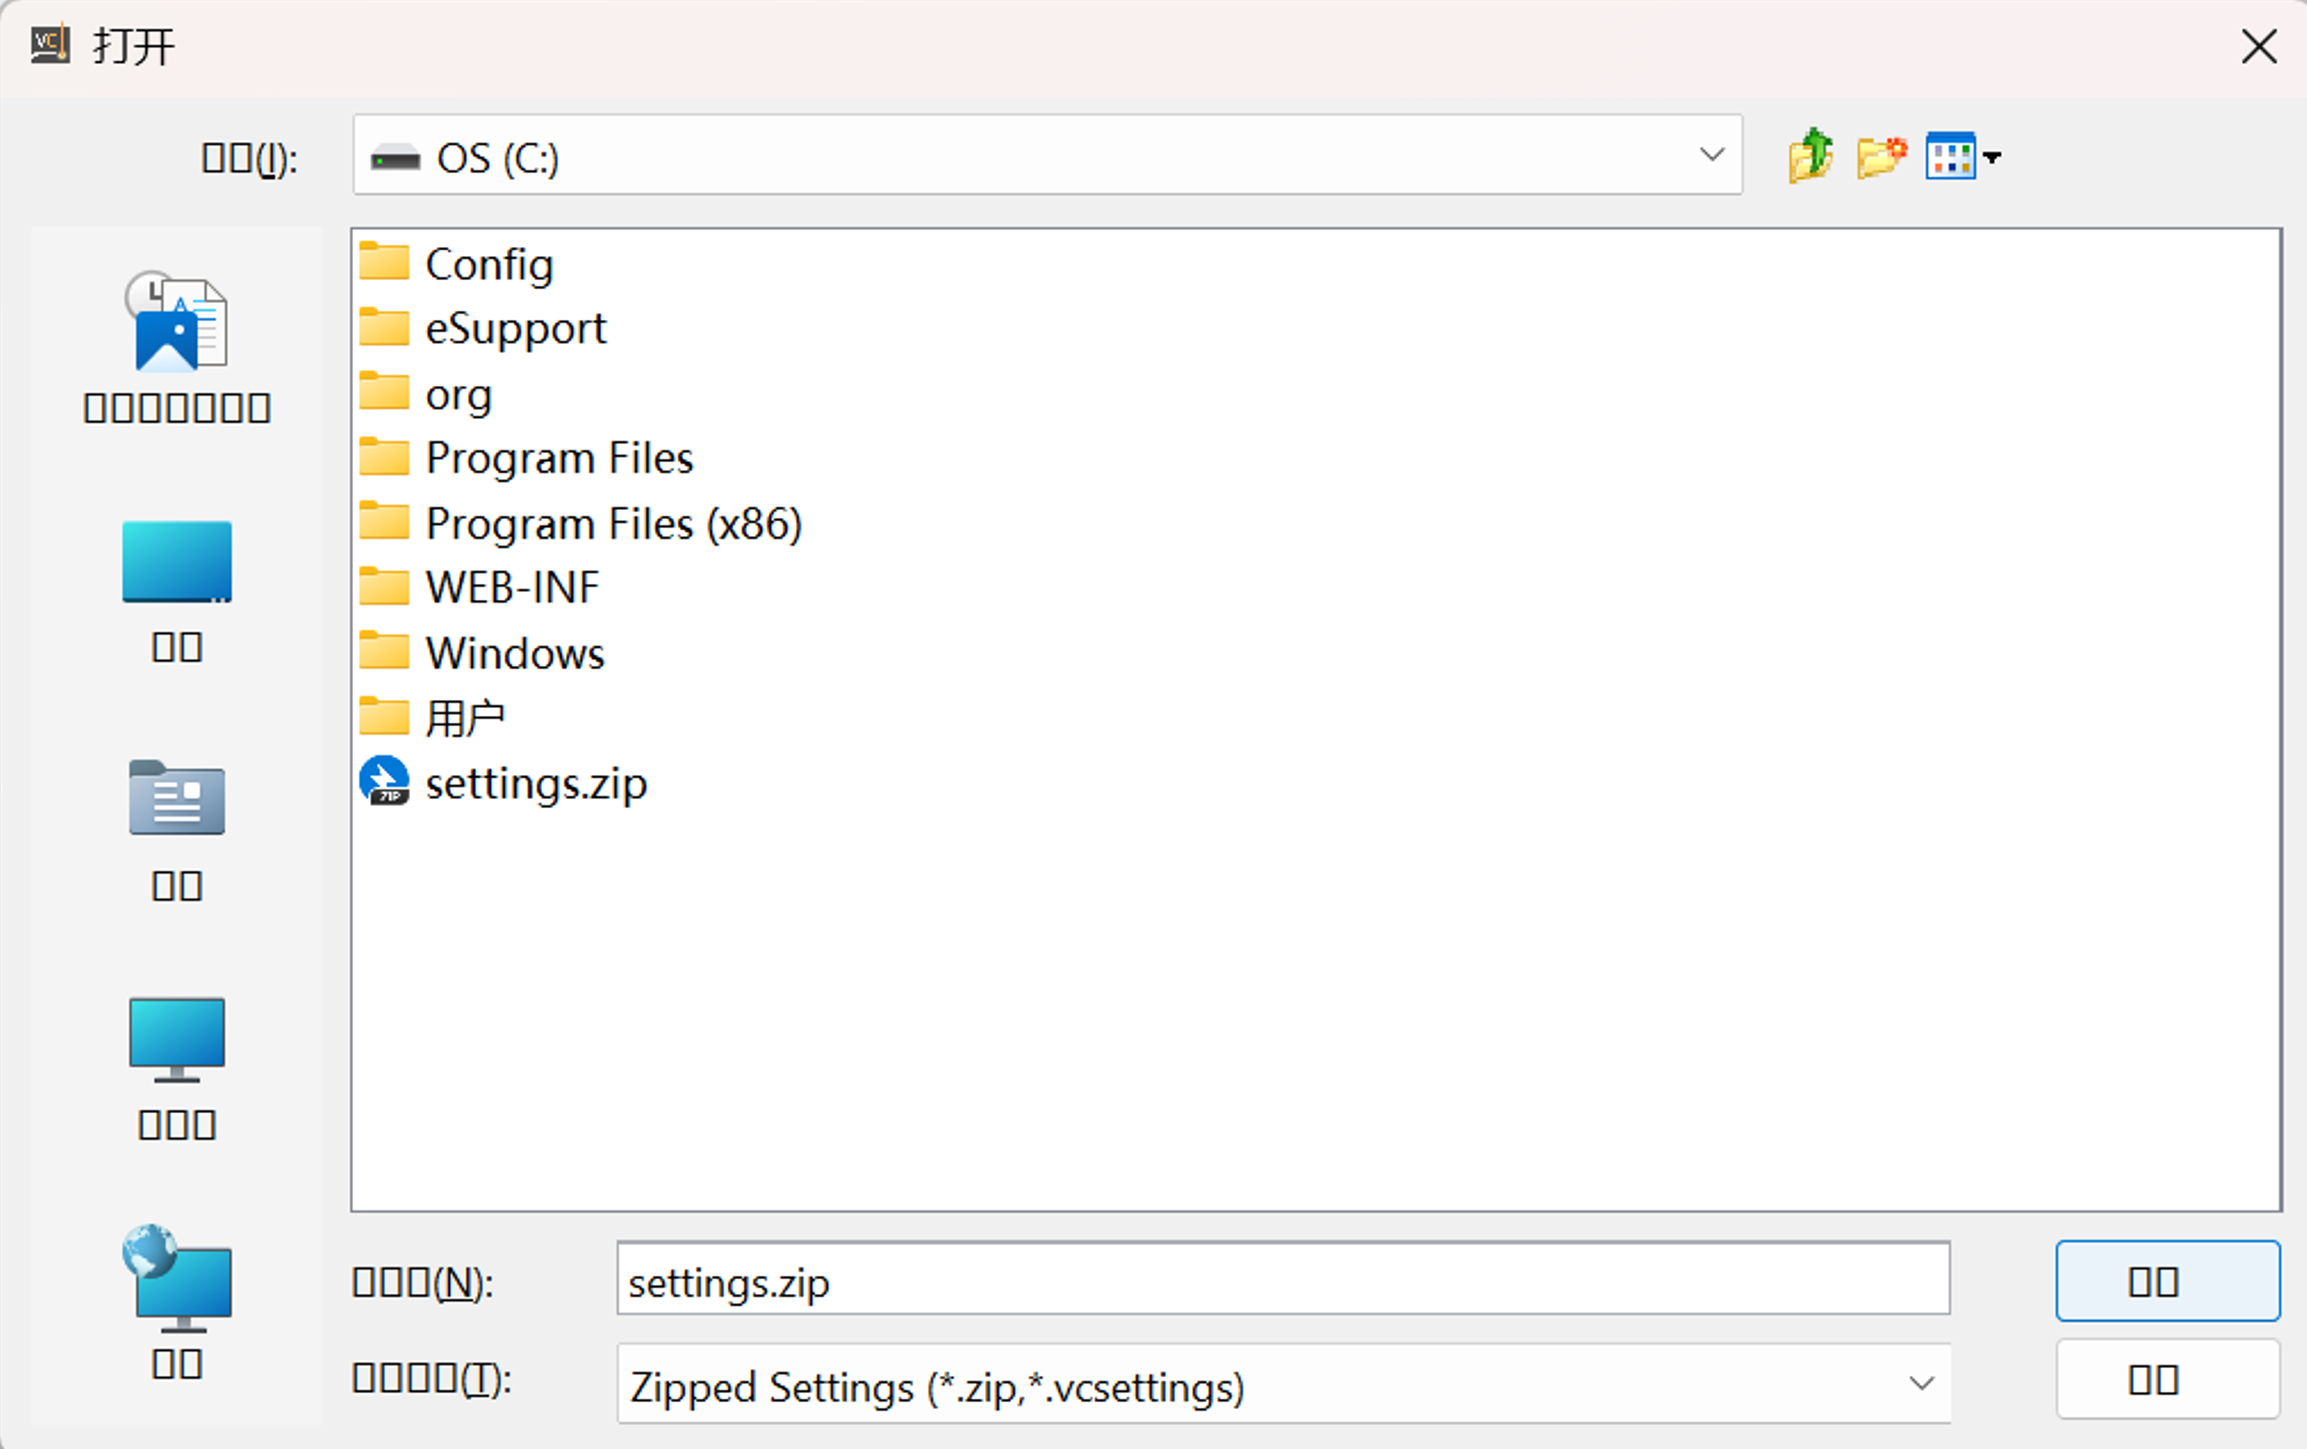 打开
(I):
OS (C:)
Config
eSupport
org
Program Files
Program Files (x86)
WEB-INF
Windows
用户
settings.zip
(N):
settings.zip
(T):
Zipped Settings (*.zip,*.vcsettings)